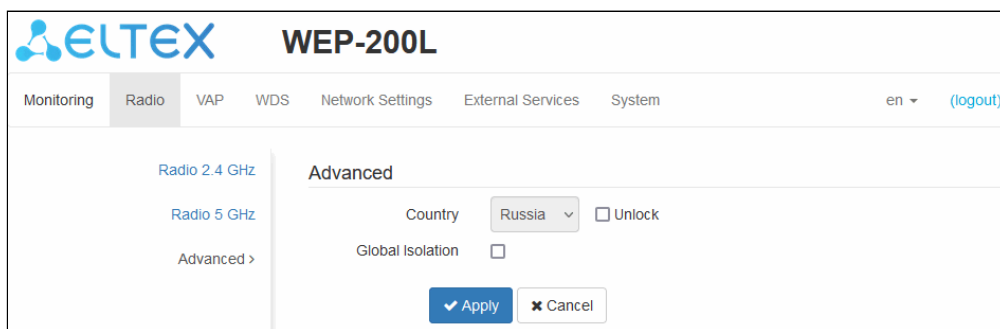 ELTEX WEP-200L
Monitoring Radio VAP WDS Network Settings External Services System en (logout)
Radio 2.4 GHz
Radio 5 GHz
Advanced >
Advanced
Country Russia Unlock
Global Isolation
Apply Cancel